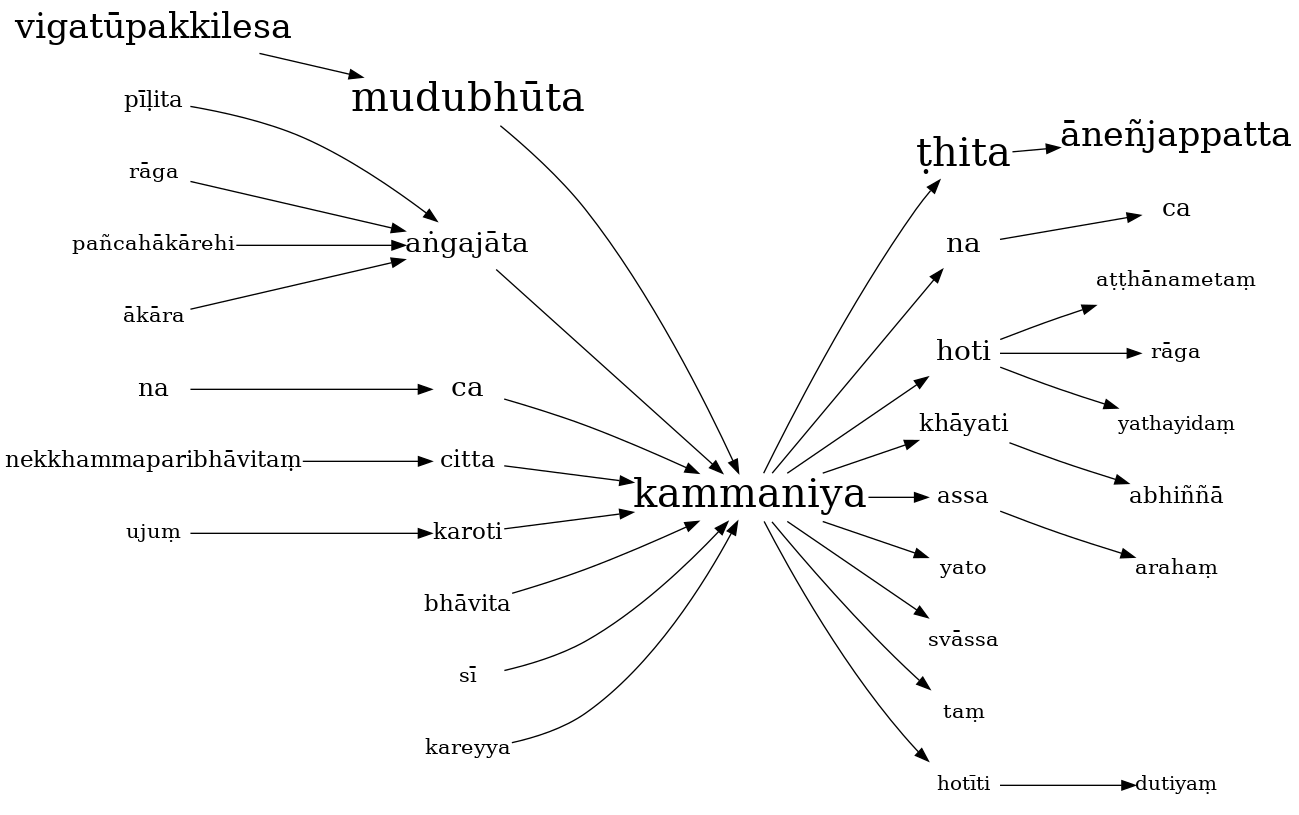 vigatūpakkilesa
mudubhūta
pīḷita
rāga
pañcahākārehi
ākāra
aṅgajāta
na
ca
nekkhammaparibhāvitaṃ
citta
ujuṃ
karoti
bhāvita
sī
kareyya
kammaniya
ṭhita
āneñjappatta
na
ca
hoti
aṭṭhānametaṃ
rāga
yathayidaṃ
khāyati
abhiññā
assa
arahaṃ
yato
svāssa
taṃ
hotīti
dutiyaṃ